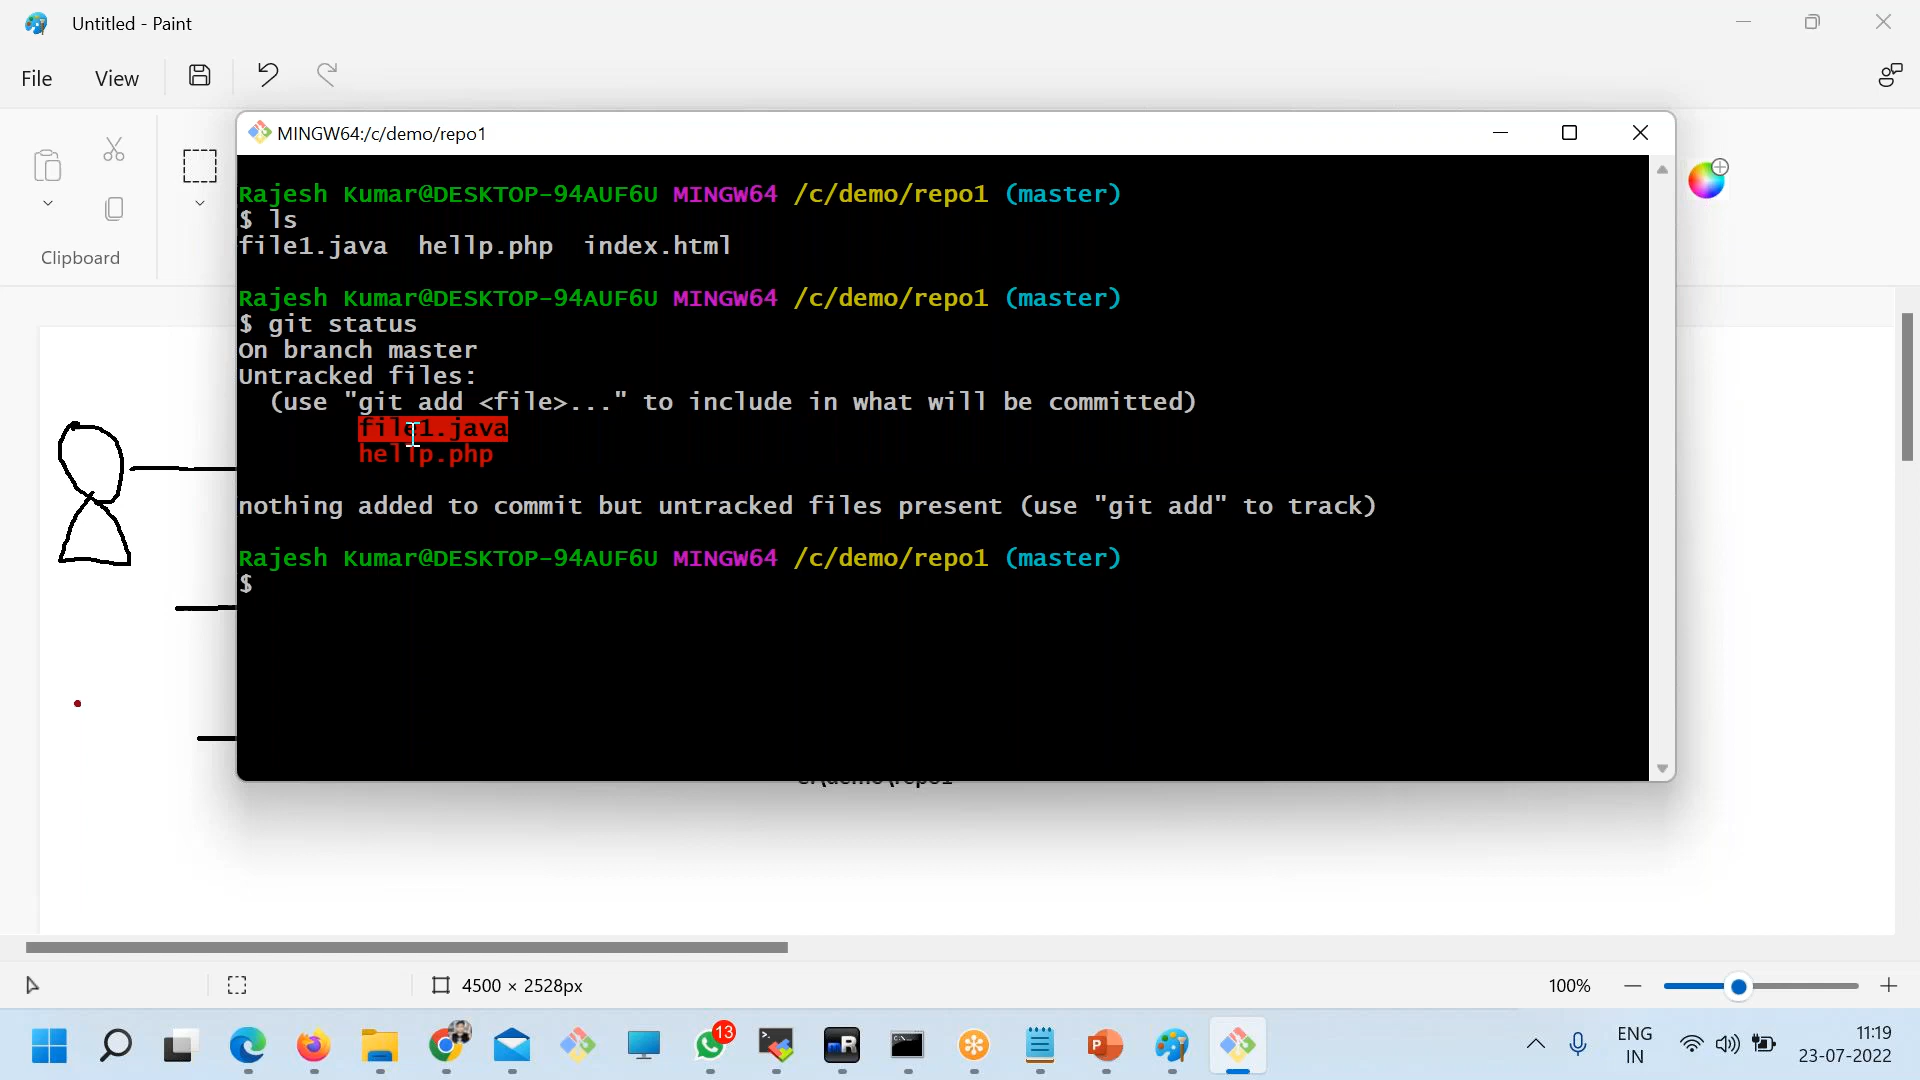 Untitled - Paint
File View
MINGW64:/c/demo/repo1
Clipboard
Rajesh Kumar@DESKTOP-94AUF6U MINGW64 /c/demo/repo1 (master)
$ ls
file1.java hellp.php index.html
Rajesh Kumar@DESKTOP-94AUF6U MINGW64 /c/demo/repo1 (master)
$ git status
On branch master
Untracked files:
(use "git add <file>..." to include in what will be committed)
file1.java
hellp.php
nothing added to commit but untracked files present (use "git add" to track)
Rajesh Kumar@DESKTOP-94AUF6U MINGW64 /c/demo/repo1 (master)
$
4500 × 2528px
100%
13
ENG
IN
11:19
23-07-2022